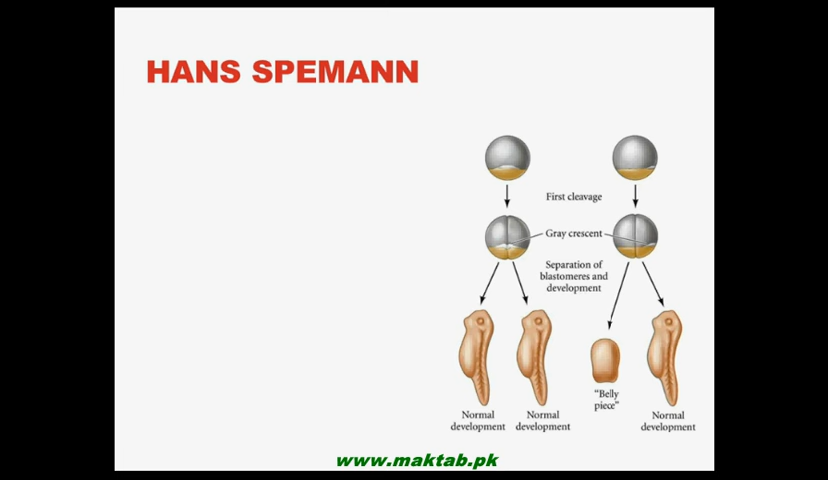 HANS SPEMANN
First cleavage
Gray crescent
Separation of
blastomeres and
development
"Belly
piece"
Normal
development
Normal
development
Normal
development
www.maktab.pk